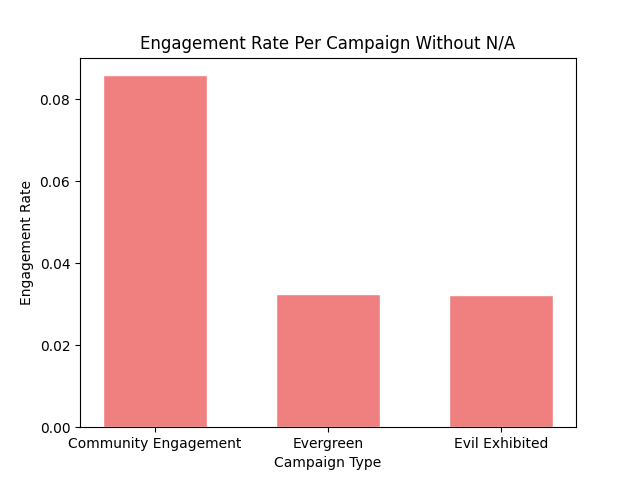 Engagement Rate Per Campaign Without N/A
Engagement Rate
0.08
0.06
0.04
0.02
0.00
Community Engagement
Evergreen
Evil Exhibited
Campaign Type